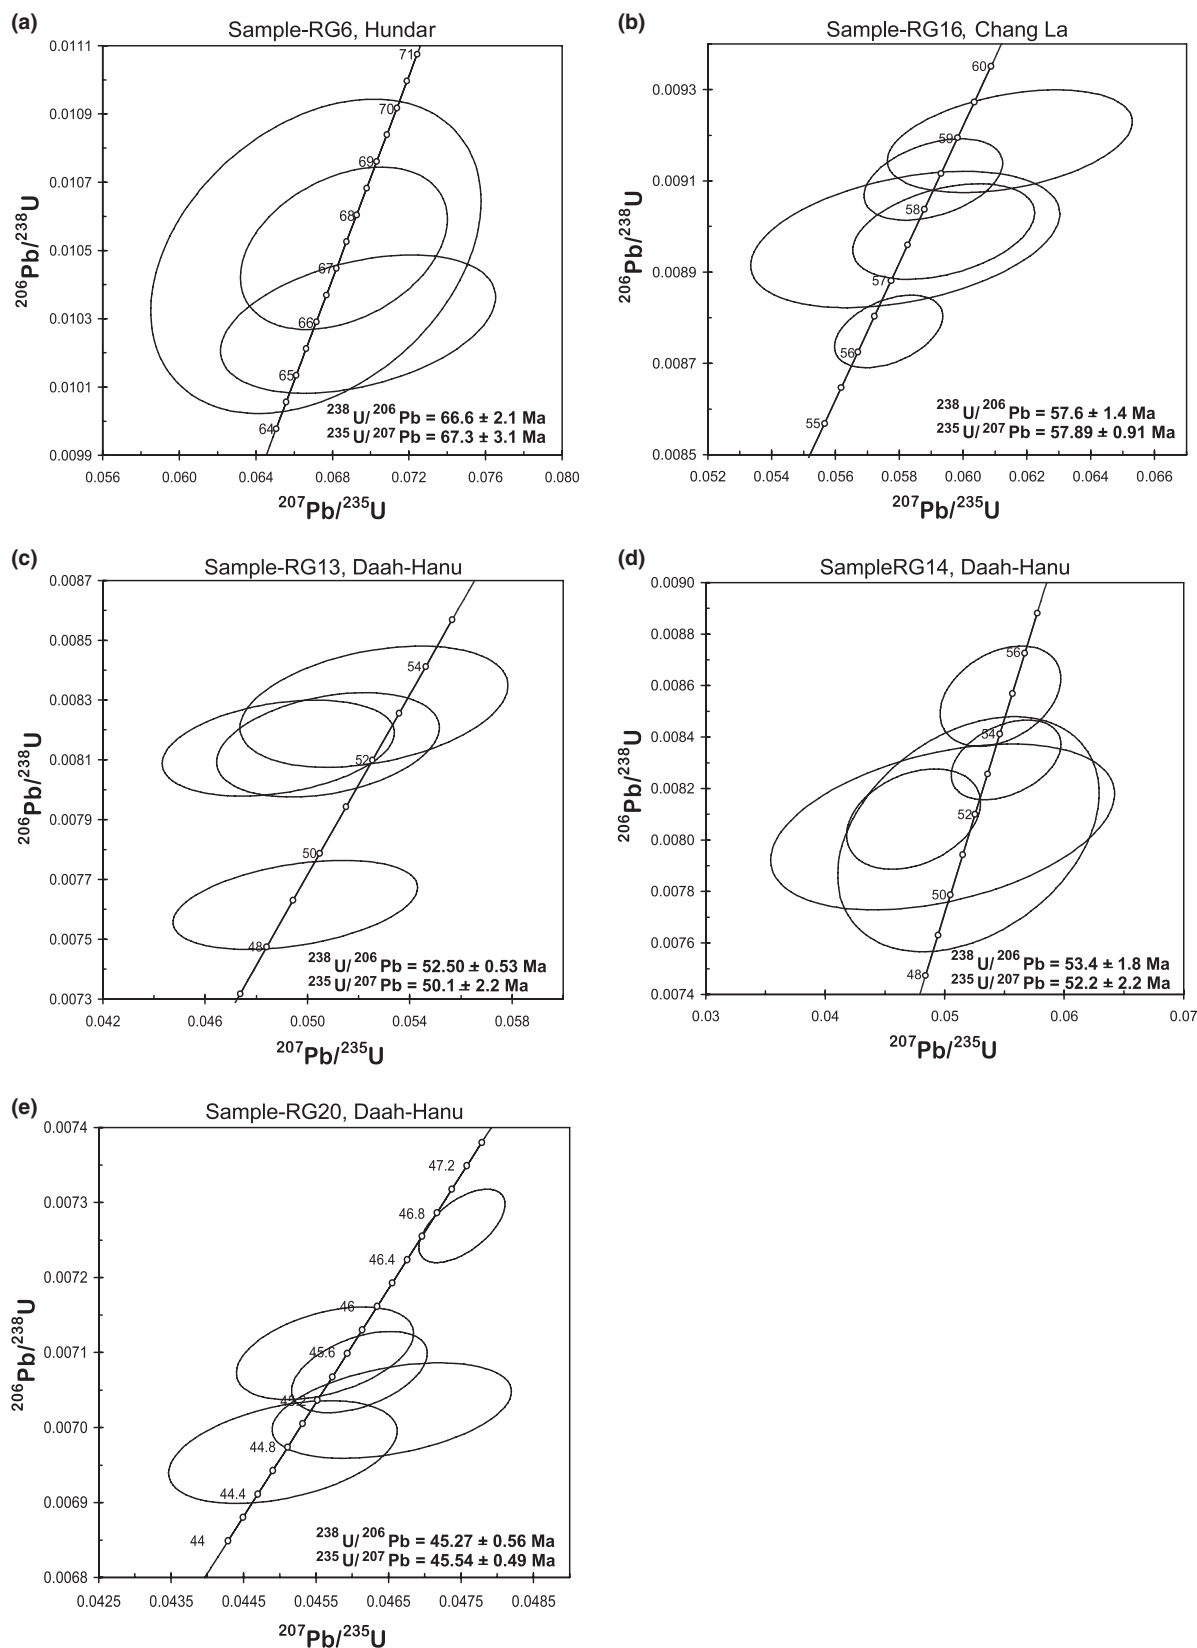 (a)
Sample-RG6, Hundar
0.0111
0.0109
0.0107
0.0105
0.0103
0.0101
0.0099
²⁰⁶Pb/²³⁸U
71
70
69
68
67
66
65
64
²³⁸U/²⁰⁶Pb = 66.6 ± 2.1 Ma
²³⁵U/²⁰⁷Pb = 67.3 ± 3.1 Ma
0.056 0.060 0.064 0.068 0.072 0.076 0.080
²⁰⁷Pb/²³⁵U
(b)
Sample-RG16, Chang La
0.0093
0.0091
0.0089
0.0087
0.0085
²⁰⁶Pb/²³⁸U
60
59
58
57
56
55
²³⁸U/²⁰⁶Pb = 57.6 ± 1.4 Ma
²³⁵U/²⁰⁷Pb = 57.89 ± 0.91 Ma
0.052 0.054 0.056 0.058 0.060 0.062 0.064 0.066
²⁰⁷Pb/²³⁵U
(c)
Sample-RG13, Daah-Hanu
0.0087
0.0085
0.0083
0.0081
0.0079
0.0077
0.0075
0.0073
²⁰⁶Pb/²³⁸U
54
52
50
48
²³⁸U/²⁰⁶Pb = 52.50 ± 0.53 Ma
²³⁵U/²⁰⁷Pb = 50.1 ± 2.2 Ma
0.042 0.046 0.050 0.054 0.058
²⁰⁷Pb/²³⁵U
(d)
SampleRG14, Daah-Hanu
0.0090
0.0088
0.0086
0.0084
0.0082
0.0080
0.0078
0.0076
0.0074
²⁰⁶Pb/²³⁸U
56
54
52
50
48
²³⁸U/²⁰⁶Pb = 53.4 ± 1.8 Ma
²³⁵U/²⁰⁷Pb = 52.2 ± 2.2 Ma
0.03 0.04 0.05 0.06 0.07
²⁰⁷Pb/²³⁵U
(e)
Sample-RG20, Daah-Hanu
0.0074
0.0073
0.0072
0.0071
0.0070
0.0069
0.0068
²⁰⁶Pb/²³⁸U
47.2
46.8
46.4
46
45.6
45.2
44.8
44.4
44
²³⁸U/²⁰⁶Pb = 45.27 ± 0.56 Ma
²³⁵U/²⁰⁷Pb = 45.54 ± 0.49 Ma
0.0425 0.0435 0.0445 0.0455 0.0465 0.0475 0.0485
²⁰⁷Pb/²³⁵U